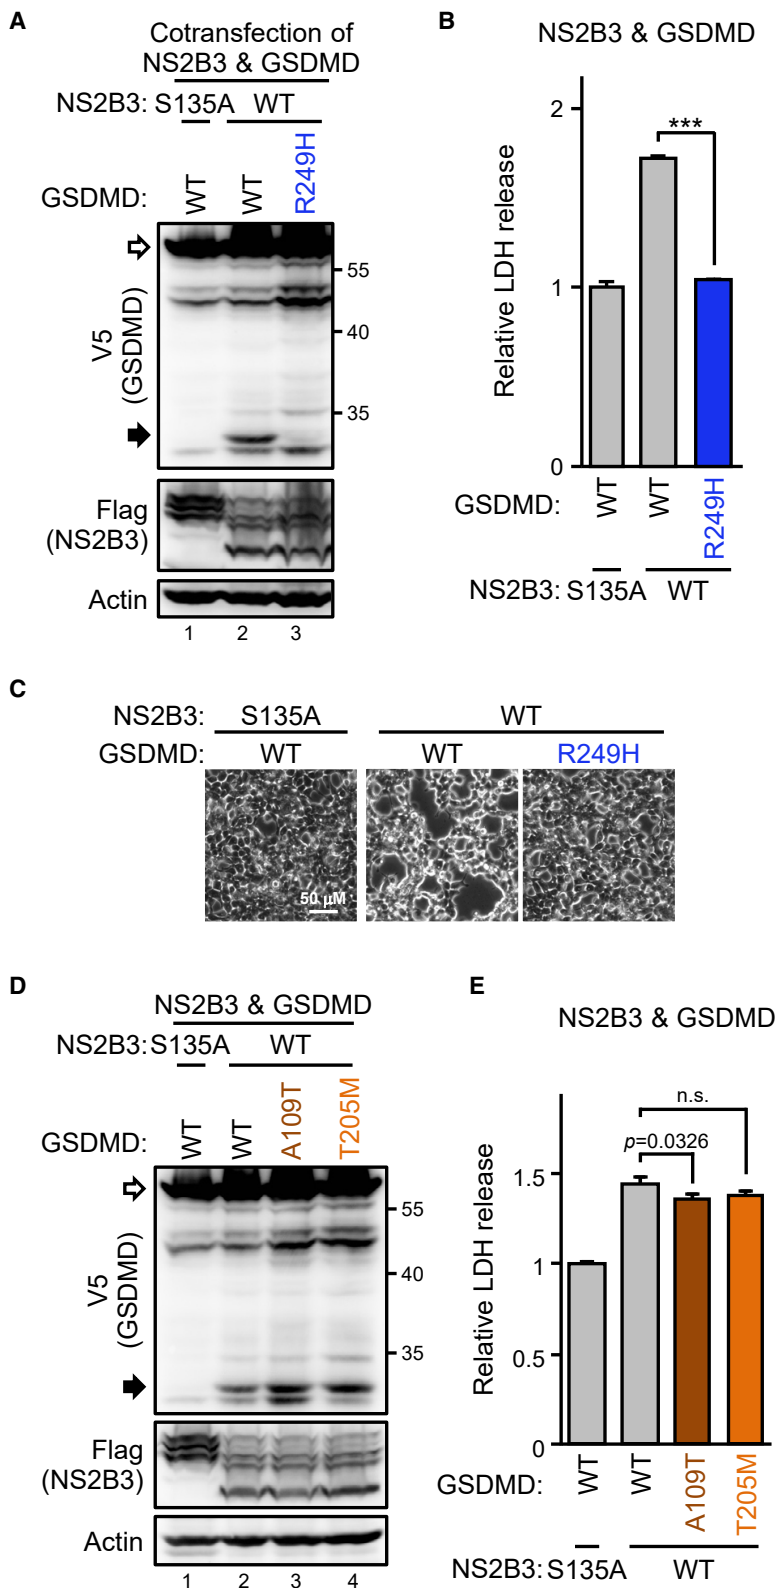 A
Cotransfection of
NS2B3 & GSDMD
NS2B3: S135A WT
GSDMD: WT WT R249H
V5
(GSDMD)
55
40
35
Flag
(NS2B3)
Actin
1 2 3
B
NS2B3 & GSDMD
Relative LDH release
2
1
0
***
GSDMD: WT WT R249H
NS2B3: S135A WT
C
NS2B3: S135A WT
GSDMD: WT WT R249H
50 μM
D
NS2B3 & GSDMD
NS2B3: S135A WT
GSDMD: WT WT A109T T205M
V5
(GSDMD)
55
40
35
Flag
(NS2B3)
Actin
1 2 3 4
E
NS2B3 & GSDMD
Relative LDH release
1.5
1
0.5
0
n.s.
p=0.0326
GSDMD: WT WT A109T T205M
NS2B3: S135A WT